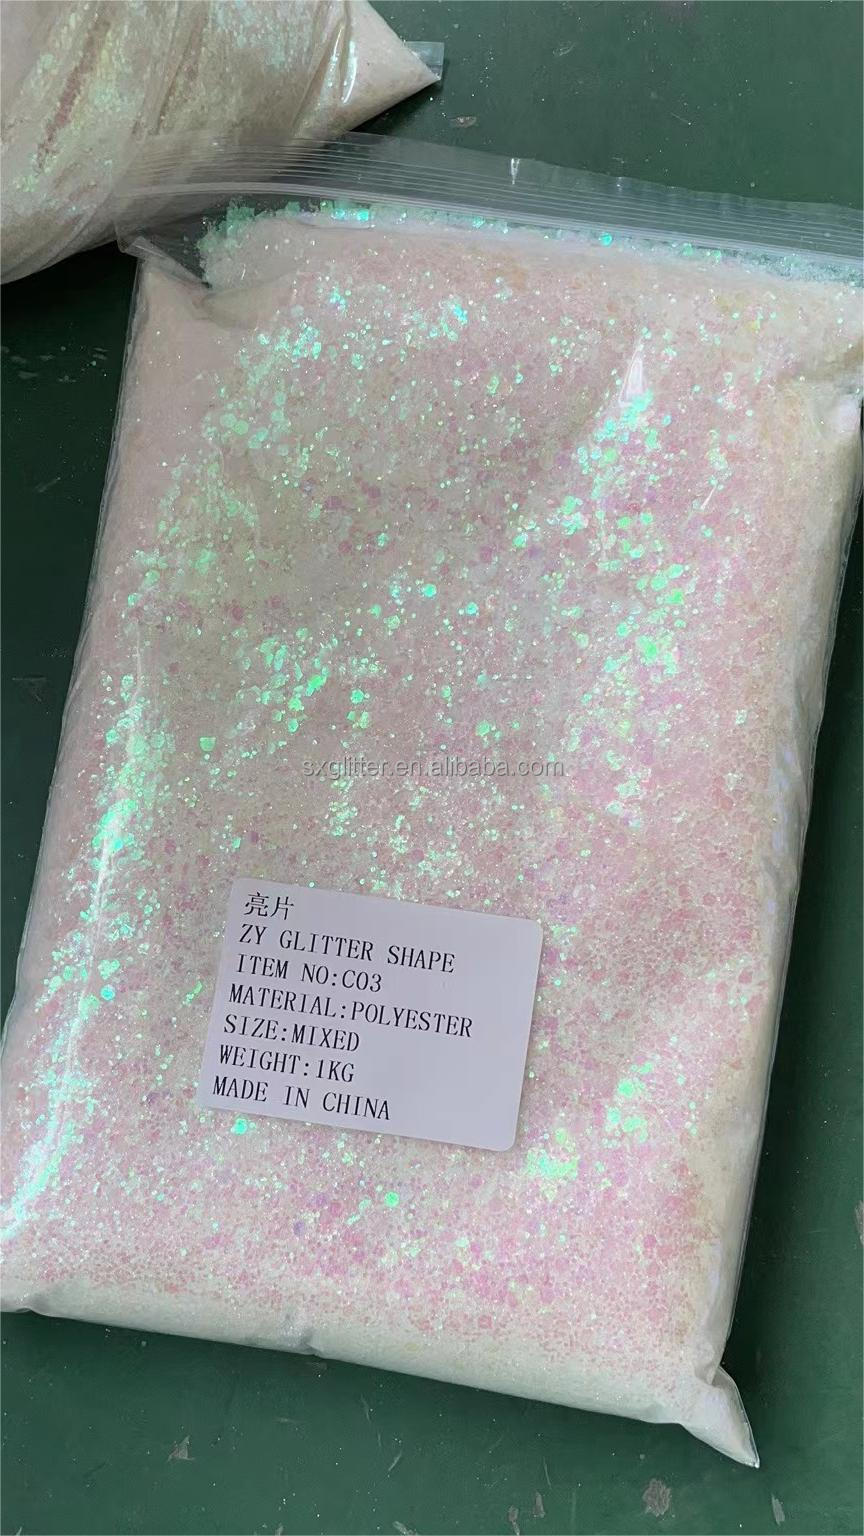 sxglitter.en.alibaba.com
亮片
ZY GLITTER SHAPE
ITEM NO:C03
MATERIAL:POLYESTER
SIZE:MIXED
WEIGHT:1KG
MADE IN CHINA